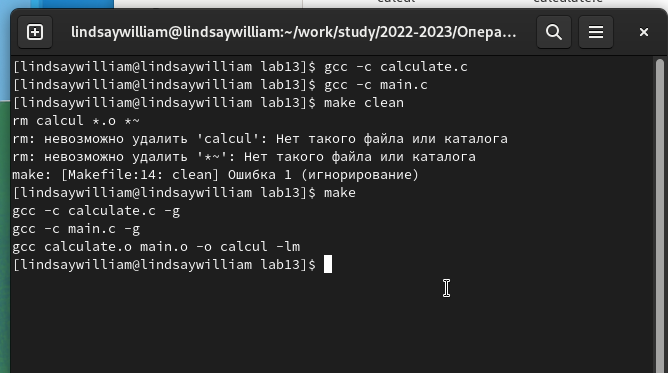 lindsaywilliam@lindsaywilliam:~/work/study/2022-2023/Опера...
[lindsaywilliam@lindsaywilliam lab13]$ gcc -c calculate.c
[lindsaywilliam@lindsaywilliam lab13]$ gcc -c main.c
[lindsaywilliam@lindsaywilliam lab13]$ make clean
rm calcul *.o *~
rm: невозможно удалить 'calcul': Нет такого файла или каталога
rm: невозможно удалить '*~': Нет такого файла или каталога
make: [Makefile:14: clean] Ошибка 1 (игнорирование)
[lindsaywilliam@lindsaywilliam lab13]$ make
gcc -c calculate.c -g
gcc -c main.c -g
gcc calculate.o main.o -o calcul -lm
[lindsaywilliam@lindsaywilliam lab13]$